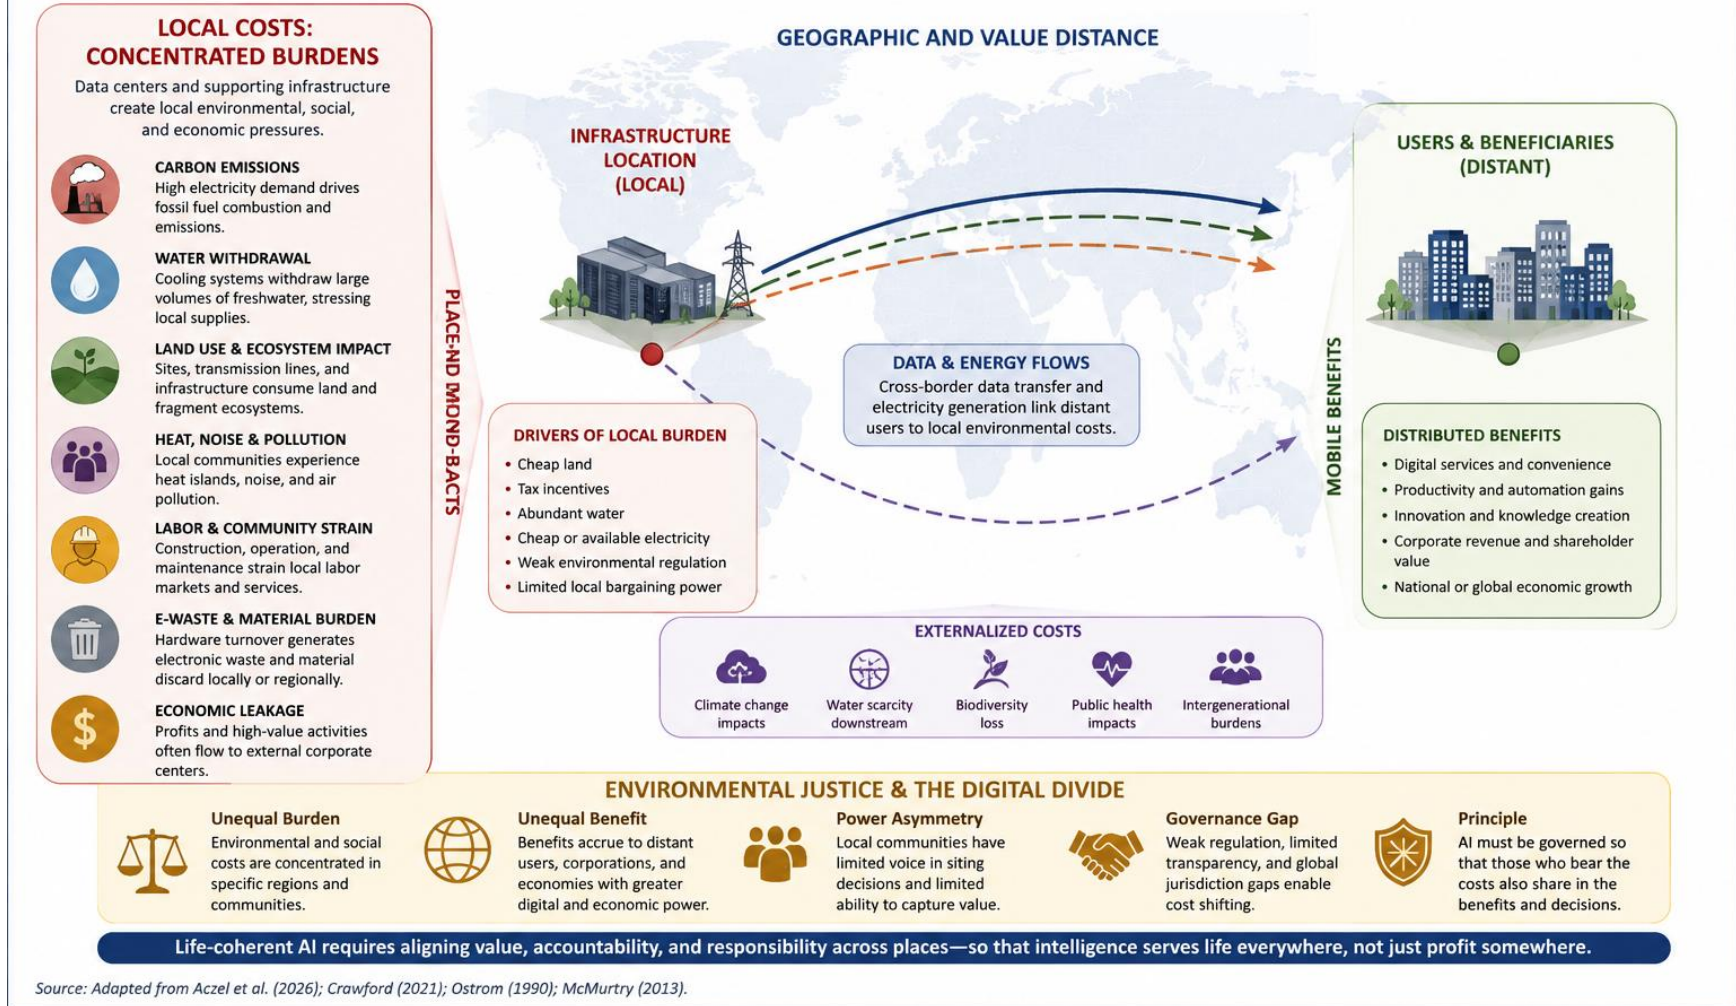 LOCAL COSTS:
CONCENTRATED BURDENS
Data centers and supporting infrastructure
create local environmental, social,
and economic pressures.
CARBON EMISSIONS
High electricity demand drives
fossil fuel combustion and
emissions.
WATER WITHDRAWAL
Cooling systems withdraw large
volumes of freshwater, stressing
local supplies.
LAND USE & ECOSYSTEM IMPACT
Sites, transmission lines, and
infrastructure consume land and
fragment ecosystems.
HEAT, NOISE & POLLUTION
Local communities experience
heat islands, noise, and air
pollution.
LABOR & COMMUNITY STRAIN
Construction, operation, and
maintenance strain local labor
markets and services.
E-WASTE & MATERIAL BURDEN
Hardware turnover generates
electronic waste and material
discard locally or regionally.
ECONOMIC LEAKAGE
Profits and high-value activities
often flow to external corporate
centers.
GEOGRAPHIC AND VALUE DISTANCE
INFRASTRUCTURE
LOCATION
(LOCAL)
DRIVERS OF LOCAL BURDEN
• Cheap land
• Tax incentives
• Abundant water
• Cheap or available electricity
• Weak environmental regulation
• Limited local bargaining power
DATA & ENERGY FLOWS
Cross-border data transfer and
electricity generation link distant
users to local environmental costs.
MOBILE BENEFITS
USERS & BENEFICIARIES
(DISTANT)
DISTRIBUTED BENEFITS
• Digital services and convenience
• Productivity and automation gains
• Innovation and knowledge creation
• Corporate revenue and shareholder
value
• National or global economic growth
EXTERNALIZED COSTS
Climate change
impacts
Water scarcity
downstream
Biodiversity
loss
Public health
impacts
Intergenerational
burdens
ENVIRONMENTAL JUSTICE & THE DIGITAL DIVIDE
Unequal Burden
Environmental and social
costs are concentrated in
specific regions and
communities.
Unequal Benefit
Benefits accrue to distant
users, corporations, and
economies with greater
digital and economic power.
Power Asymmetry
Local communities have
limited voice in siting
decisions and limited
ability to capture value.
Governance Gap
Weak regulation, limited
transparency, and global
jurisdiction gaps enable
cost shifting.
Principle
AI must be governed so
that those who bear the
costs also share in the
benefits and decisions.
Life-coherent AI requires aligning value, accountability, and responsibility across places—so that intelligence serves life everywhere, not just profit somewhere.
Source: Adapted from Aczel et al. (2026); Crawford (2021); Ostrom (1990); McMurtry (2013).